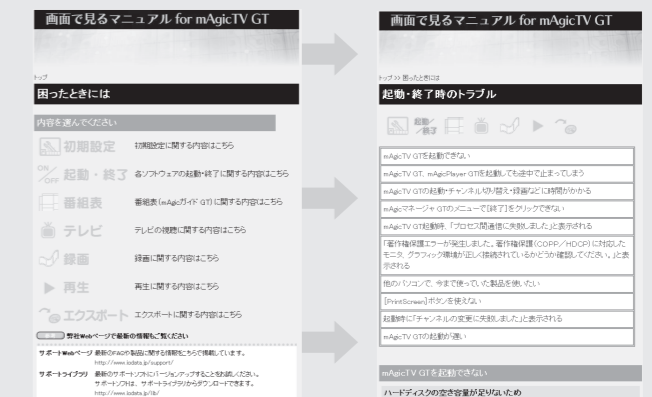 画面で見るマニュアル for mAgicTV GT
トップ
困ったときには
内容を選んでください
初期設定 初期設定に関する内容はこちら
ON/OFF 起動・終了 各ソフトウェアの起動・終了に関する内容はこちら
番組表 番組表(mAgicガイド GT)に関する内容はこちら
テレビ テレビの視聴に関する内容はこちら
録画 録画に関する内容はこちら
再生 再生に関する内容はこちら
エクスポート エクスポートに関する内容はこちら
弊社Webページで最新の情報もご覧ください
サポートWebページ 最新のFAQや製品に関する情報をこちらで掲載しています。
http://www.iodata.jp/support/
サポートライブラリ 最新のサポートソフトにバージョンアップすることをお試しください。
サポートソフトは、サポートライブラリからダウンロードできます。
http://www.iodata.jp/lib/
画面で見るマニュアル for mAgicTV GT
トップ >> 困ったときには
起動・終了時のトラブル
起動/終了
mAgicTV GTを起動できない
mAgicTV GT, mAgicPlayer GTを起動しても途中で止まってしまう
mAgicTV GTの起動・チャンネル切り替え・録画などに時間がかかる
mAgicマネージャ GTのメニューで[終了]をクリックできない
mAgicTV GT起動時、「プロセス間通信に失敗しました」と表示される
「著作権保護エラーが発生しました。著作権保護(COPP/HDCP)に対応した
モニタ、グラフィック環境が正しく接続されているかどうか確認してください。」と表
示される
他のパソコンで、今まで使っていた製品を使いたい
[PrintScreen]ボタンを使えない
起動時に「チャンネルの変更に失敗しました」と表示される
mAgicTV GTの起動が遅い
mAgicTV GTを起動できない
ハードディスクの空き容量が足りないため